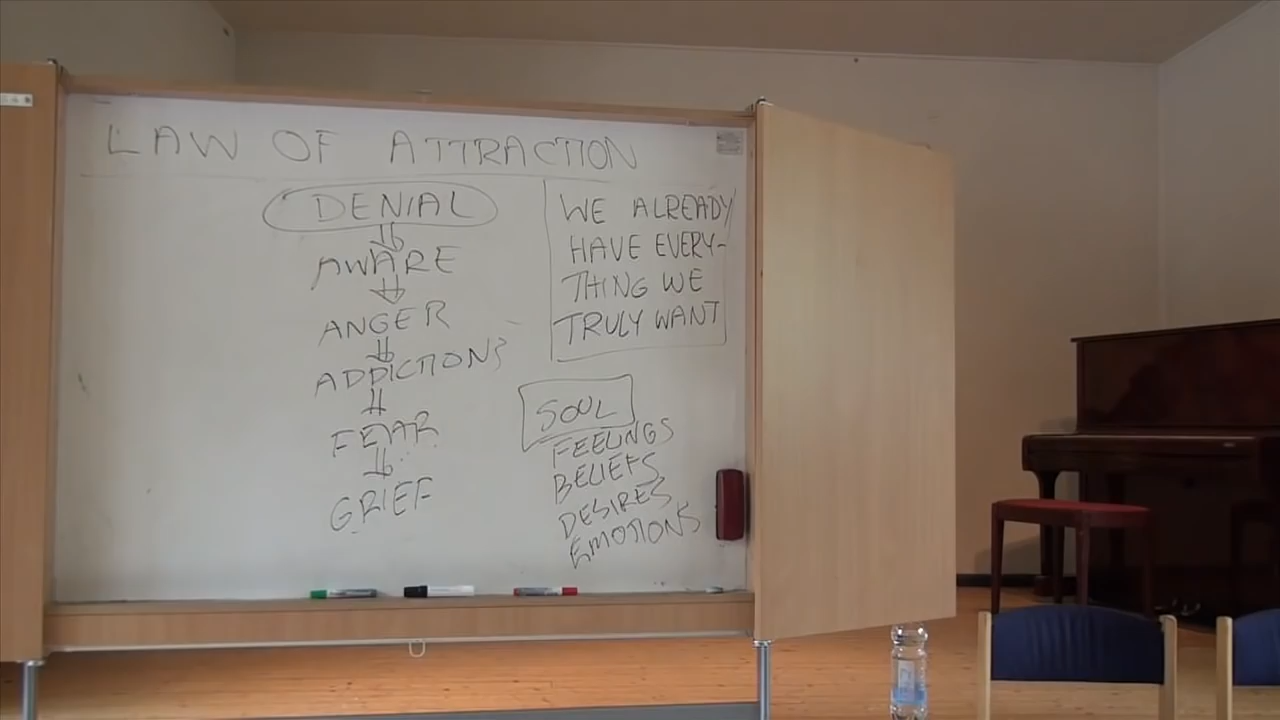 LAW OF ATTRACTION
DENIAL
AWARE
ANGER
ADDICTIONS
FEAR
GRIEF
WE ALREADY
HAVE EVERY-
THING WE
TRULY WANT
SOUL
FEELINGS
BELIEFS
DESIRES
EMOTIONS